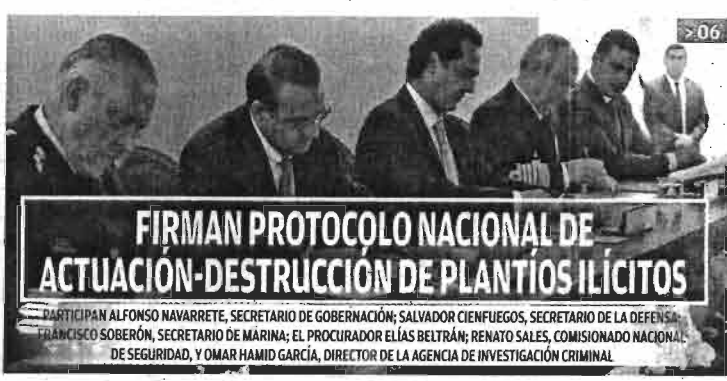 >06
FIRMAN PROTOCOLO NACIONAL DE
ACTUACIÓN-DESTRUCCIÓN DE PLANTÍOS ILÍCITOS
PARTICIPAN ALFONSO NAVARRETE, SECRETARIO DE GOBERNACIÓN; SALVADOR CIENFUEGOS, SECRETARIO DE LA DEFENSA;
FRANCISCO SOBERÓN, SECRETARIO DE MARINA; EL PROCURADOR ELÍAS BELTRÁN; RENATO SALES, COMISIONADO NACIONAL
DE SEGURIDAD, Y OMAR HAMID GARCÍA, DIRECTOR DE LA AGENCIA DE INVESTIGACIÓN CRIMINAL